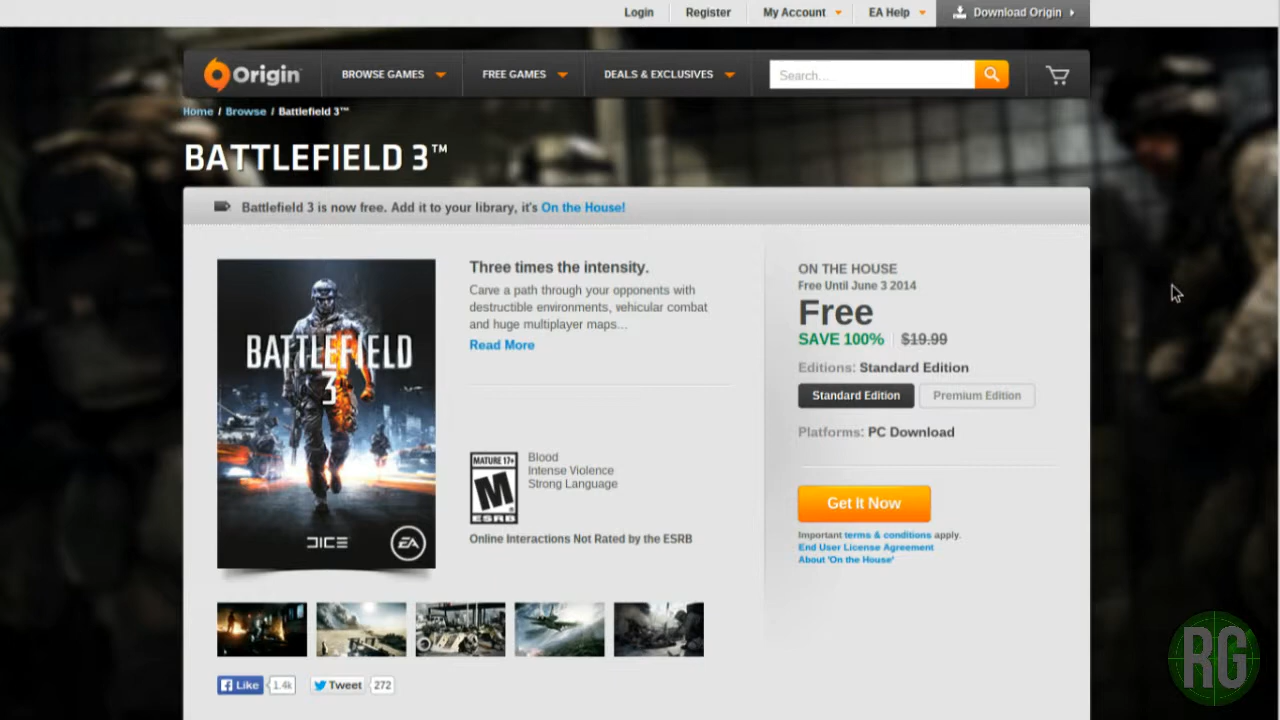 Login Register My Account EA Help Download Origin
Origin BROWSE GAMES FREE GAMES DEALS & EXCLUSIVES Search...
Home / Browse / Battlefield 3™
BATTLEFIELD 3™
Battlefield 3 is now free. Add it to your library, it's On the House!
BATTLEFIELD
3
DICE EA
Three times the intensity.
Carve a path through your opponents with
destructible environments, vehicular combat
and huge multiplayer maps...
Read More
MATURE 17+
M
ESRB
Blood
Intense Violence
Strong Language
Online Interactions Not Rated by the ESRB
ON THE HOUSE
Free Until June 3 2014
Free
SAVE 100% $19.99
Editions: Standard Edition
Standard Edition Premium Edition
Platforms: PC Download
Get It Now
Important terms & conditions apply.
End User License Agreement
About 'On the House'
Like 1.4k Tweet 272
RG